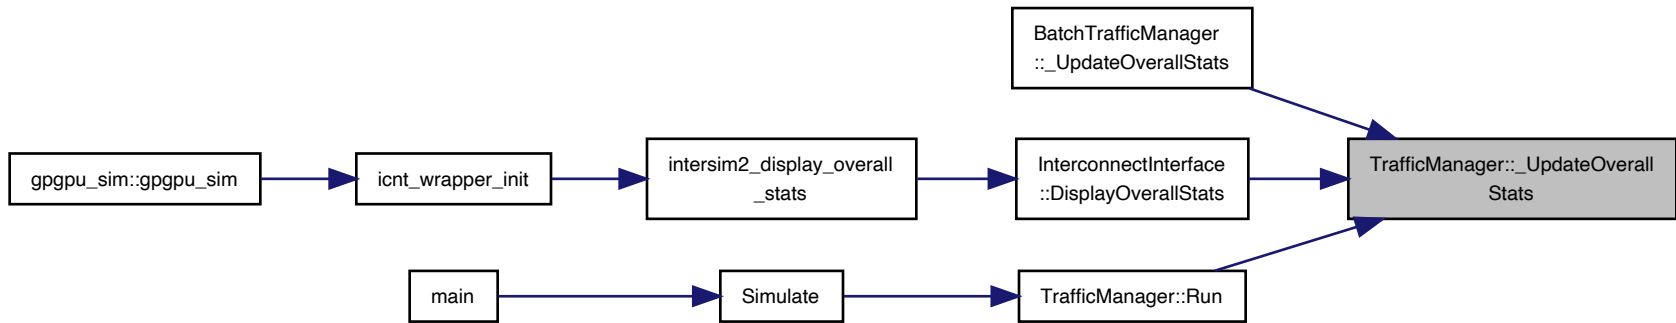 BatchTrafficManager
::_UpdateOverallStats
gpgpu_sim::gpgpu_sim
icnt_wrapper_init
intersim2_display_overall
_stats
InterconnectInterface
::DisplayOverallStats
TrafficManager::_UpdateOverall
Stats
main
Simulate
TrafficManager::Run